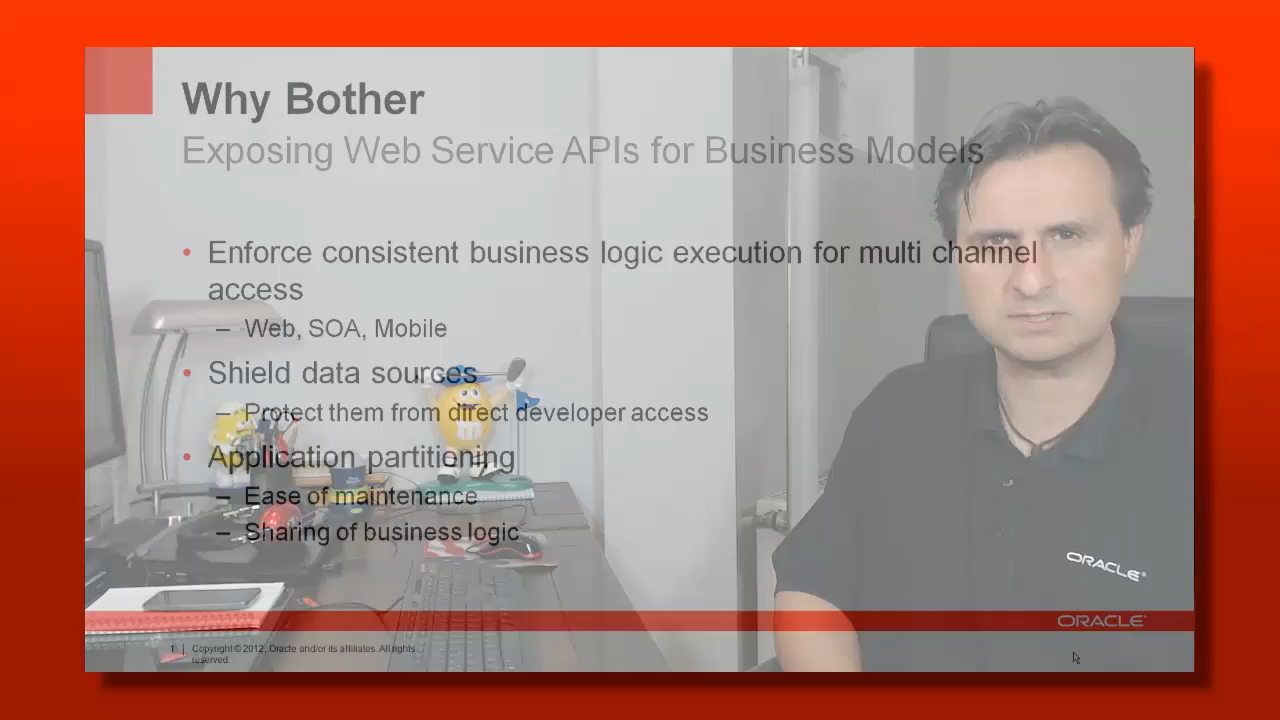 Why Bother
Exposing Web Service APIs for Business Models
• Enforce consistent business logic execution for multi channel
access
– Web, SOA, Mobile
• Shield data sources
– Protect them from direct developer access
• Application partitioning
– Ease of maintenance
– Sharing of business logic
ORACLE®
ORACLE
1 | Copyright © 2012, Oracle and/or its affiliates. All rights
reserved.